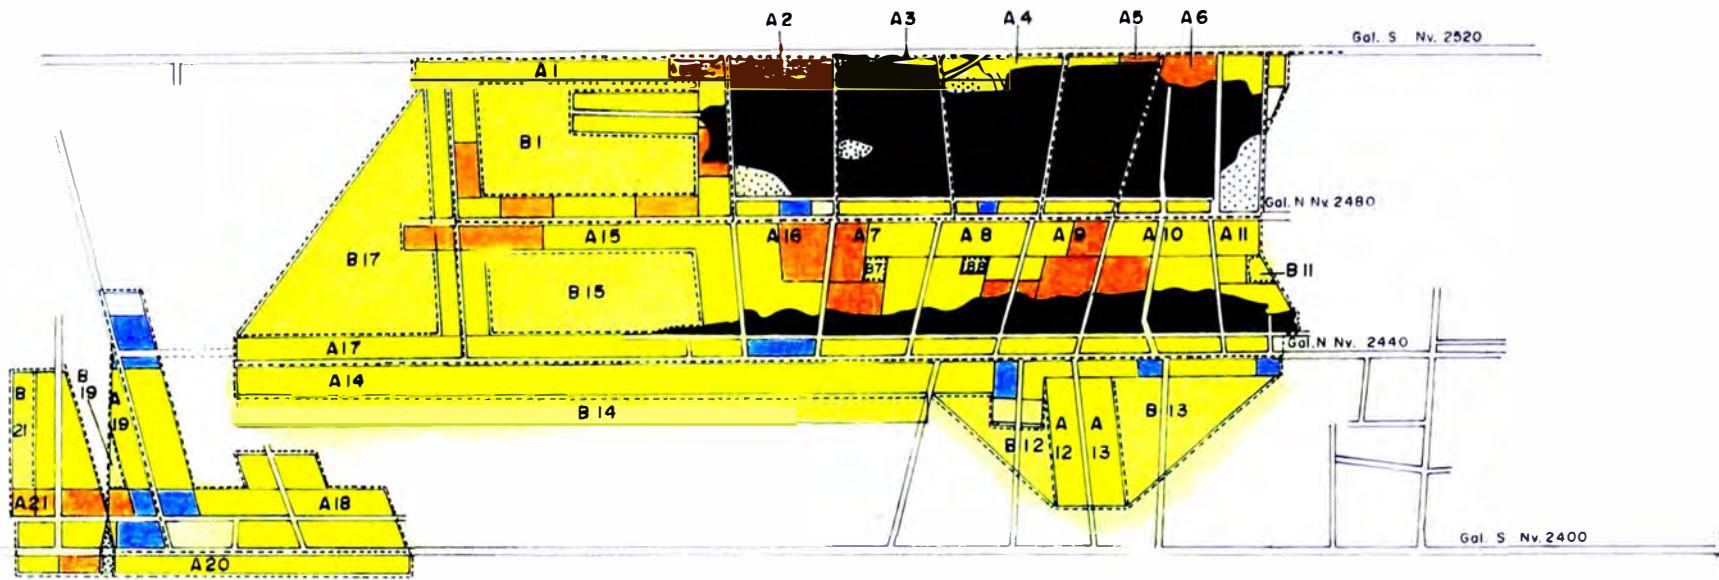 A2 A3 A4 A5 A6
Gal. S Nv. 2520
A1
B1
Gal. N Nv. 2480
A15 A16 A7 A8 A9 A10 A11
B17 B7 B8 B11
B15
A17 Gal. N Nv. 2440
A14
B14 B13
B 19
B 21
A 19
B12
A 12
A 13
A21 A18
A20
Gal. S Nv. 2400